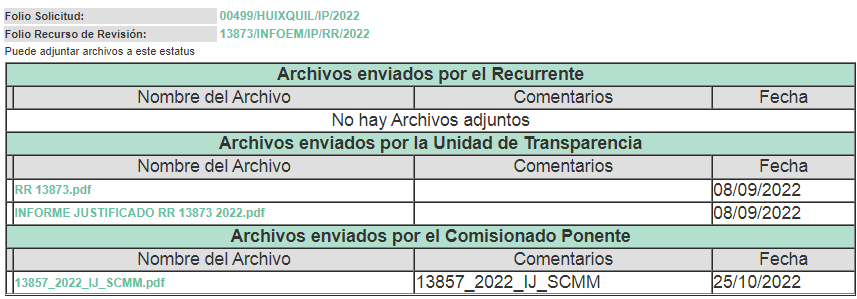 Folio Solicitud: 00499/HUIXQUIL/IP/2022
Folio Recurso de Revisión: 13873/INFOEM/IP/RR/2022
Puede adjuntar archivos a este estatus
Archivos enviados por el Recurrente
Nombre del Archivo Comentarios Fecha
No hay Archivos adjuntos
Archivos enviados por la Unidad de Transparencia
Nombre del Archivo Comentarios Fecha
RR 13873.pdf 08/09/2022
INFORME JUSTIFICADO RR 13873 2022.pdf 08/09/2022
Archivos enviados por el Comisionado Ponente
Nombre del Archivo Comentarios Fecha
13857_2022_IJ_SCMM.pdf 13857_2022_IJ_SCMM 25/10/2022